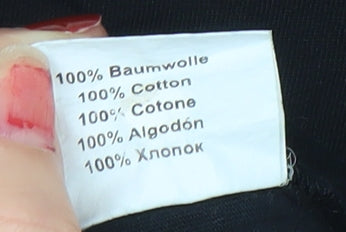 100% Baumwolle
100% Cotton
100% Cotone
100% Algodón
100% Хлопок